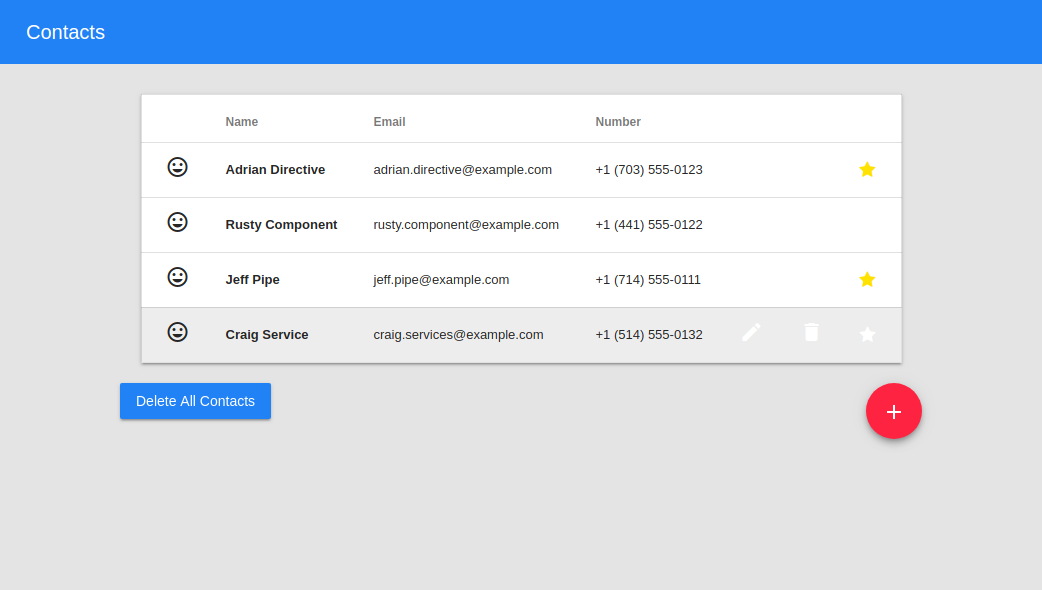 Contacts
Name Email Number
Adrian Directive adrian.directive@example.com +1 (703) 555-0123
Rusty Component rusty.component@example.com +1 (441) 555-0122
Jeff Pipe jeff.pipe@example.com +1 (714) 555-0111
Craig Service craig.services@example.com +1 (514) 555-0132
Delete All Contacts
+